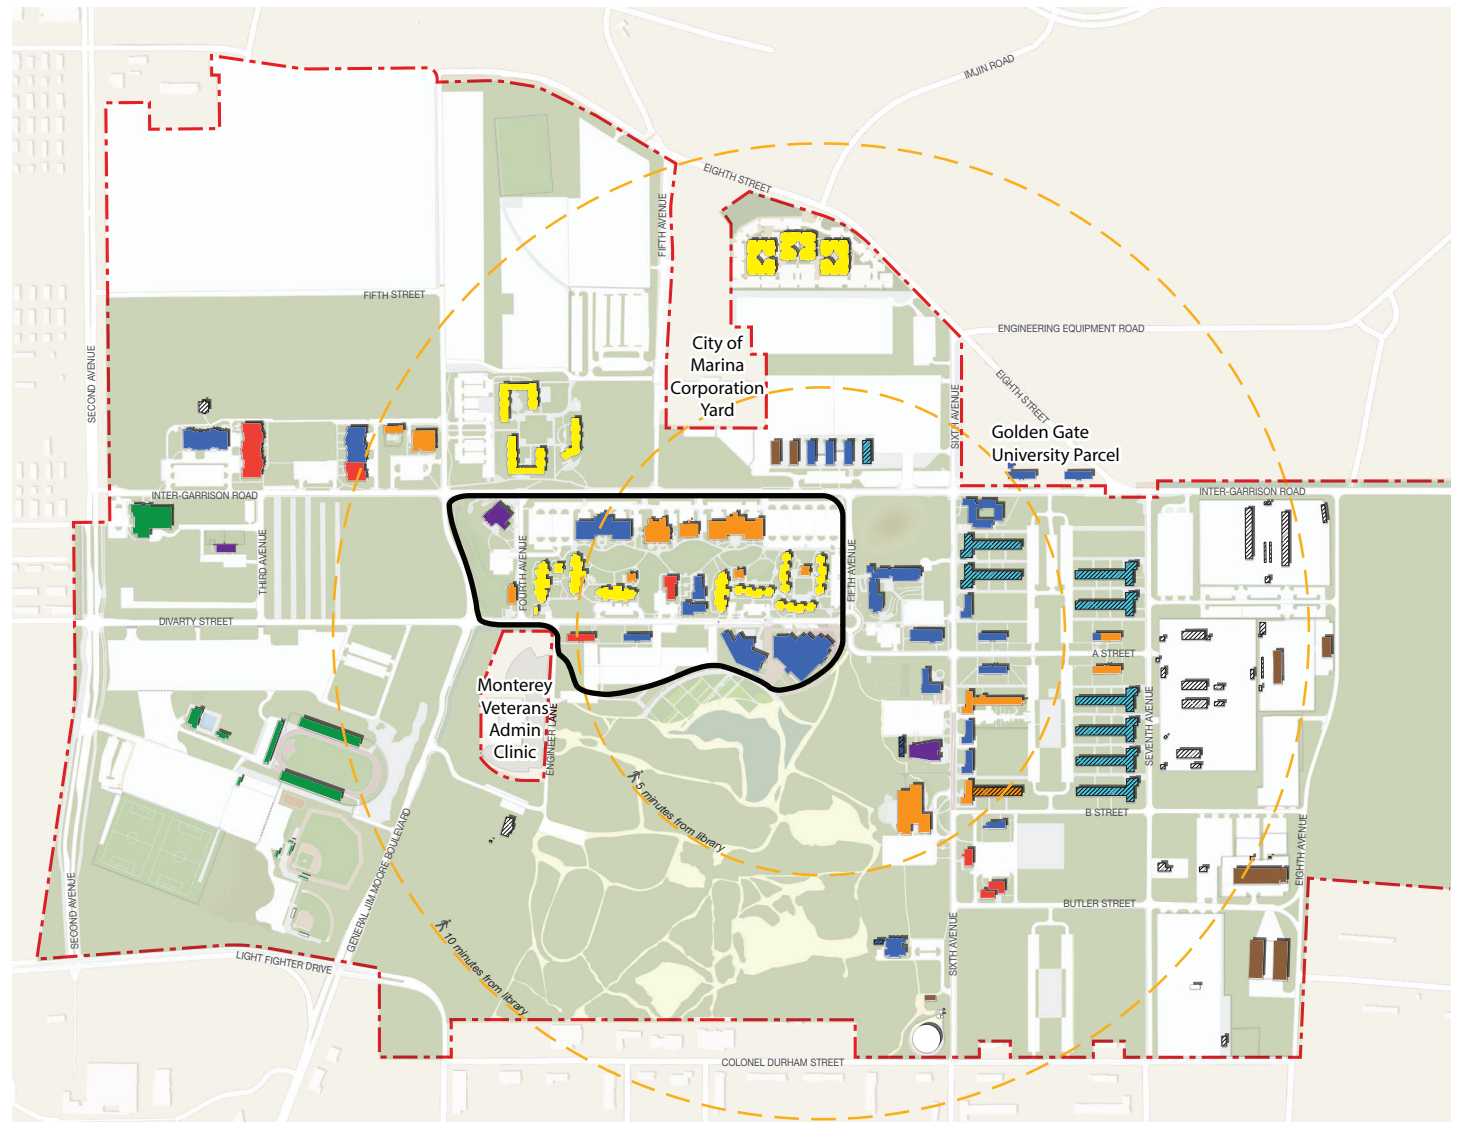 IMJIN ROAD
EIGHTH STREET
FIFTH AVENUE
FIFTH STREET
ENGINEERING EQUIPMENT ROAD
City of
Marina
Corporation
Yard
SECOND AVENUE
EIGHTH STREET
SIXTH AVENUE
Golden Gate
University Parcel
INTER-GARRISON ROAD
INTER-GARRISON ROAD
THIRD AVENUE
FOURTH AVENUE
FIFTH AVENUE
DIVARTY STREET
A STREET
Monterey
Veterans
Admin
Clinic
ENGINEER LANE
SEVENTH AVENUE
5 minutes from library
B STREET
GENERAL JIM MOORE BOULEVARD
EIGHTH AVENUE
SECOND AVENUE
BUTLER STREET
SIXTH AVENUE
10 minutes from library
LIGHT FIGHTER DRIVE
COLONEL DURHAM STREET